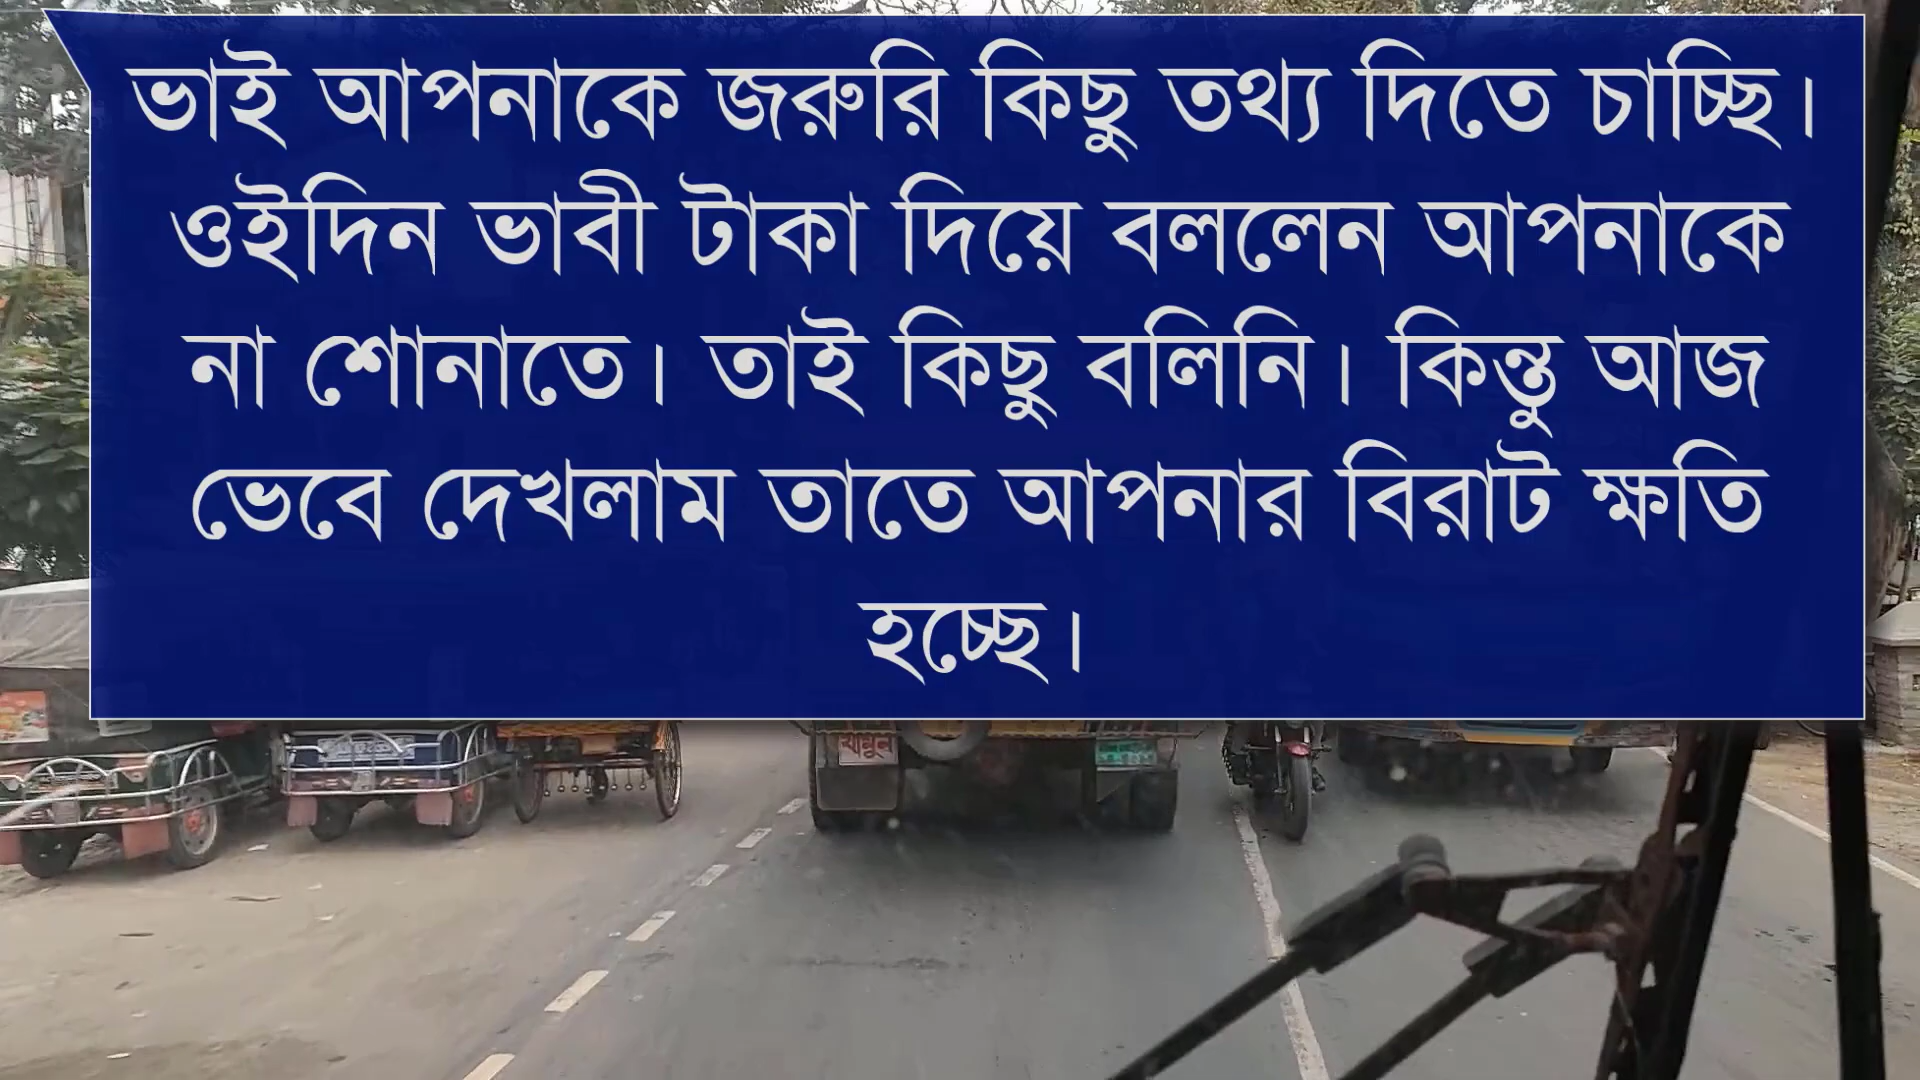 ভাই আপনাকে জরুরি কিছু তথ্য দিতে চাচ্ছি।
ওইদিন ভাবী টাকা দিয়ে বললেন আপনাকে
না শোনাতে। তাই কিছু বলিনি। কিন্তু আজ
ভেবে দেখলাম তাতে আপনার বিরাট ক্ষতি
হচ্ছে।
থামুন